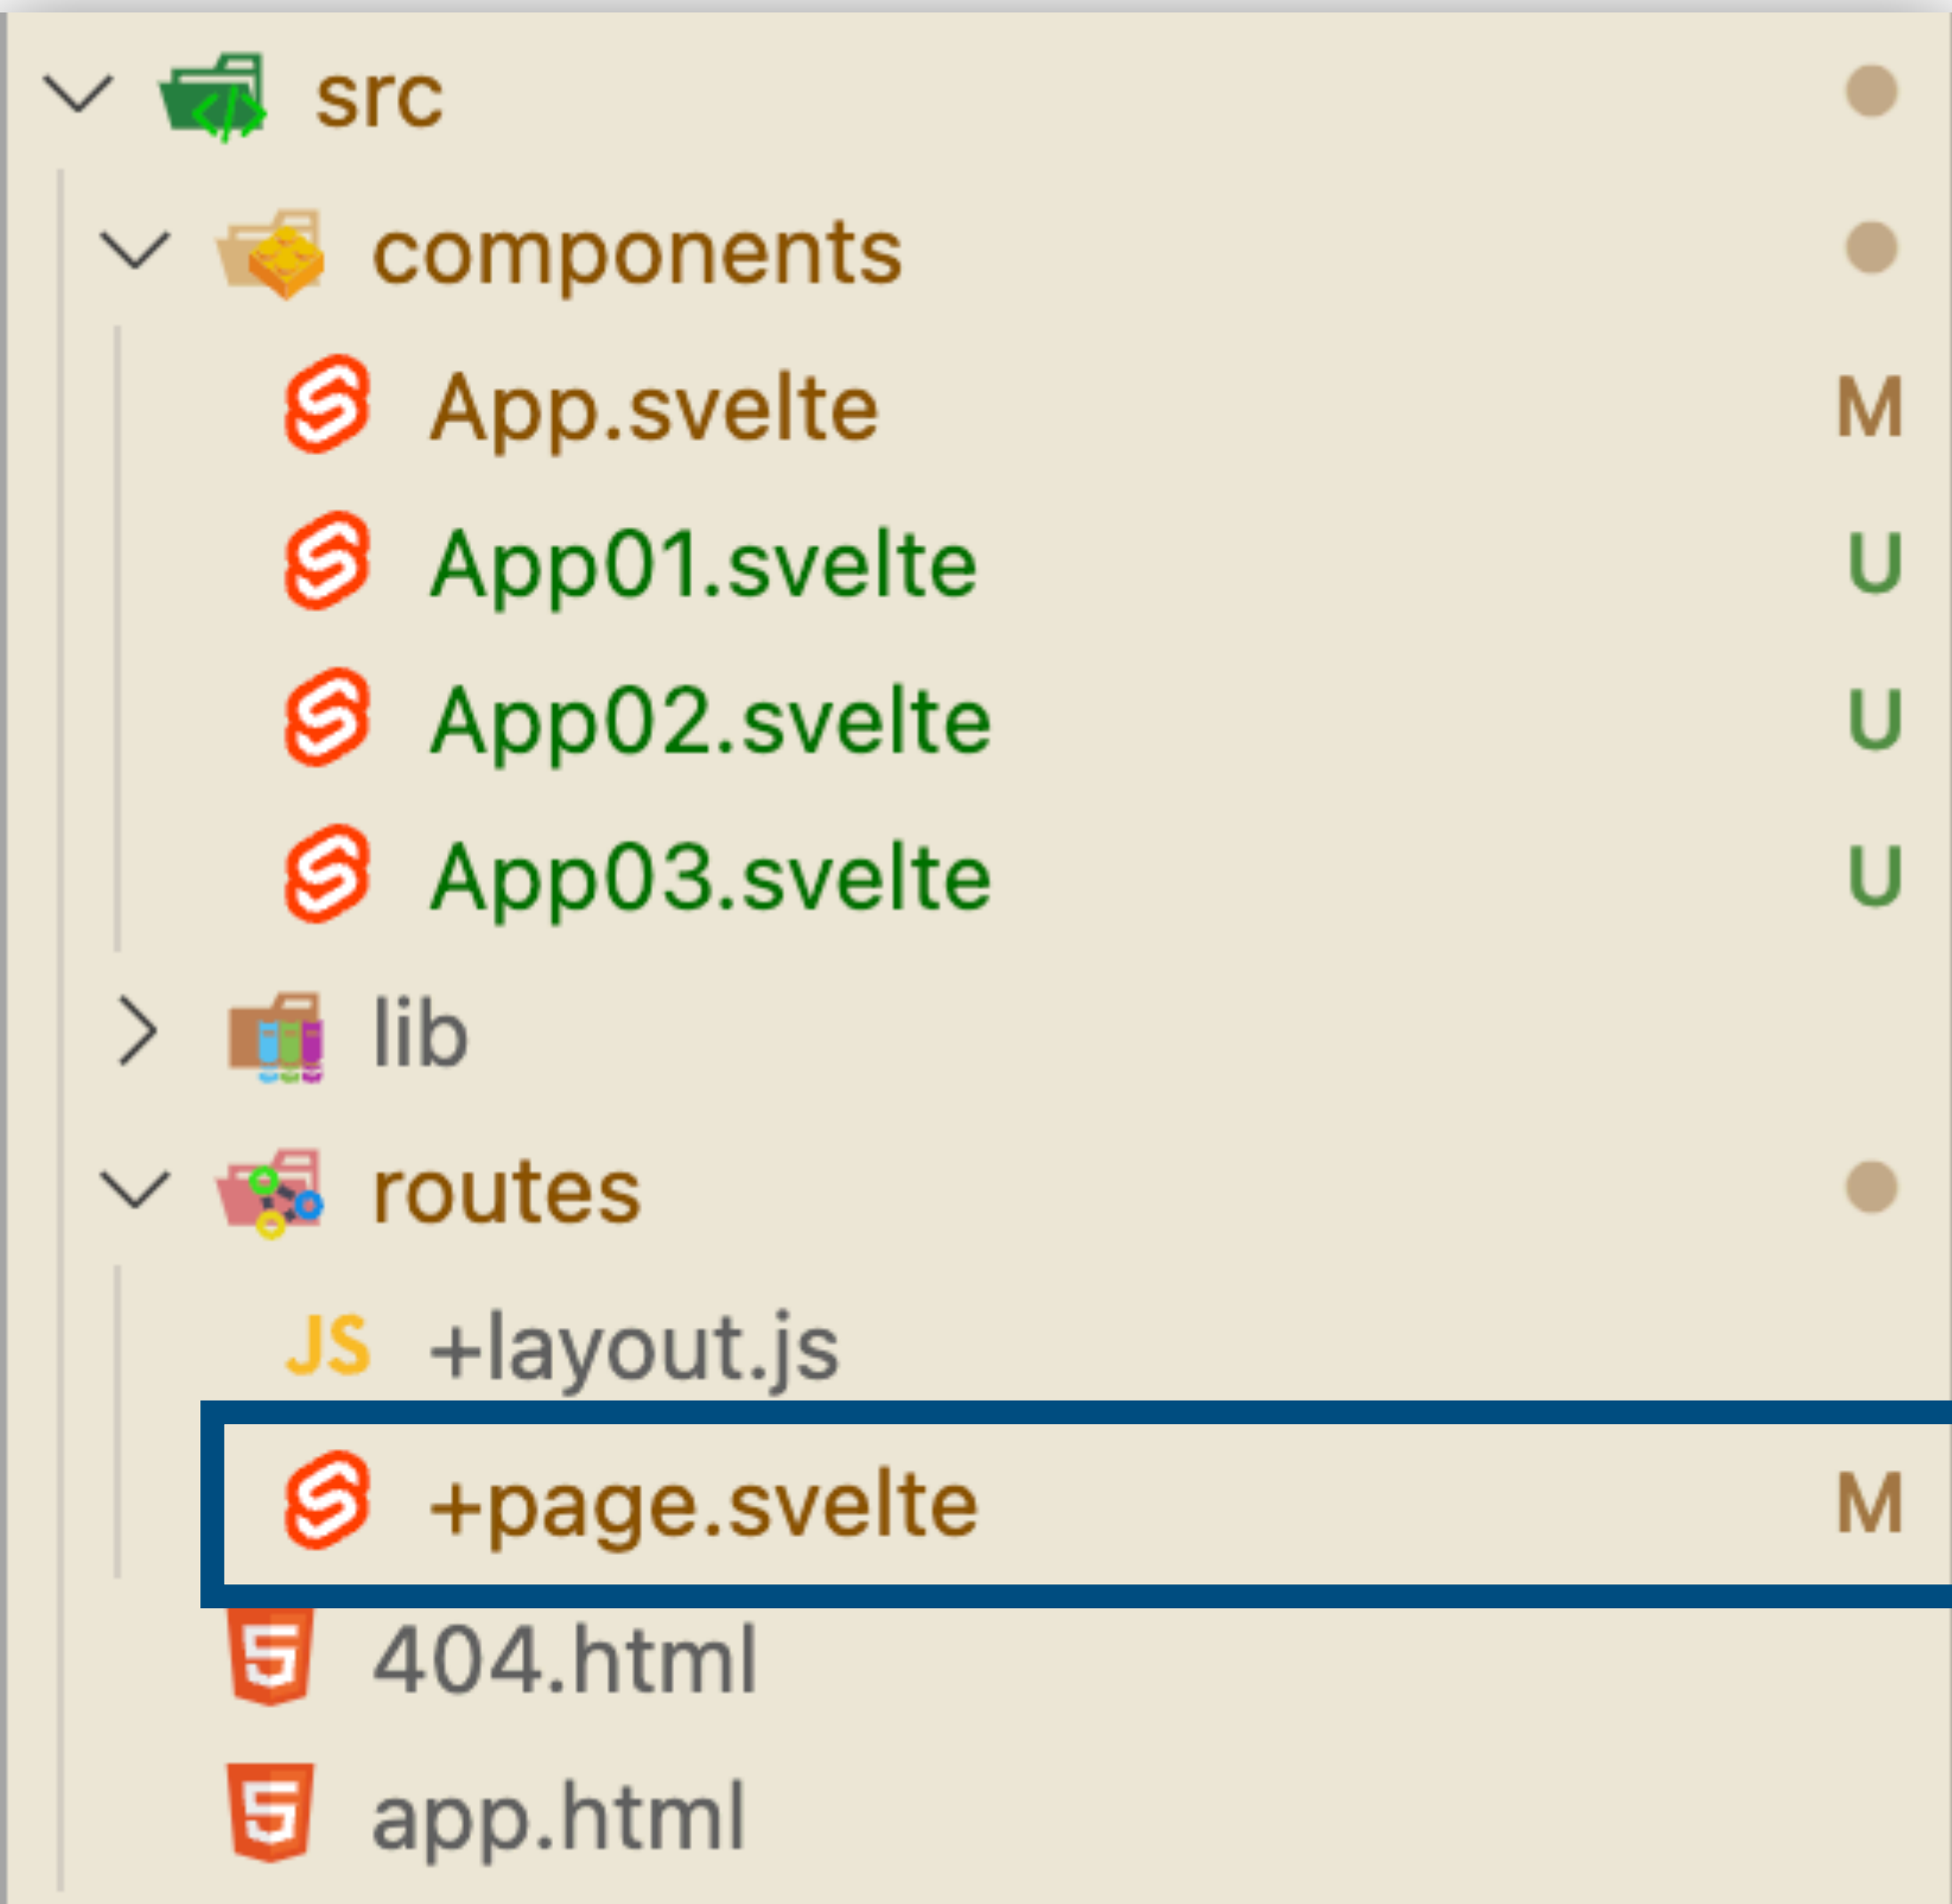 src
components
App.svelte M
App01.svelte U
App02.svelte U
App03.svelte U
lib
routes
JS +layout.js
+page.svelte M
404.html
app.html